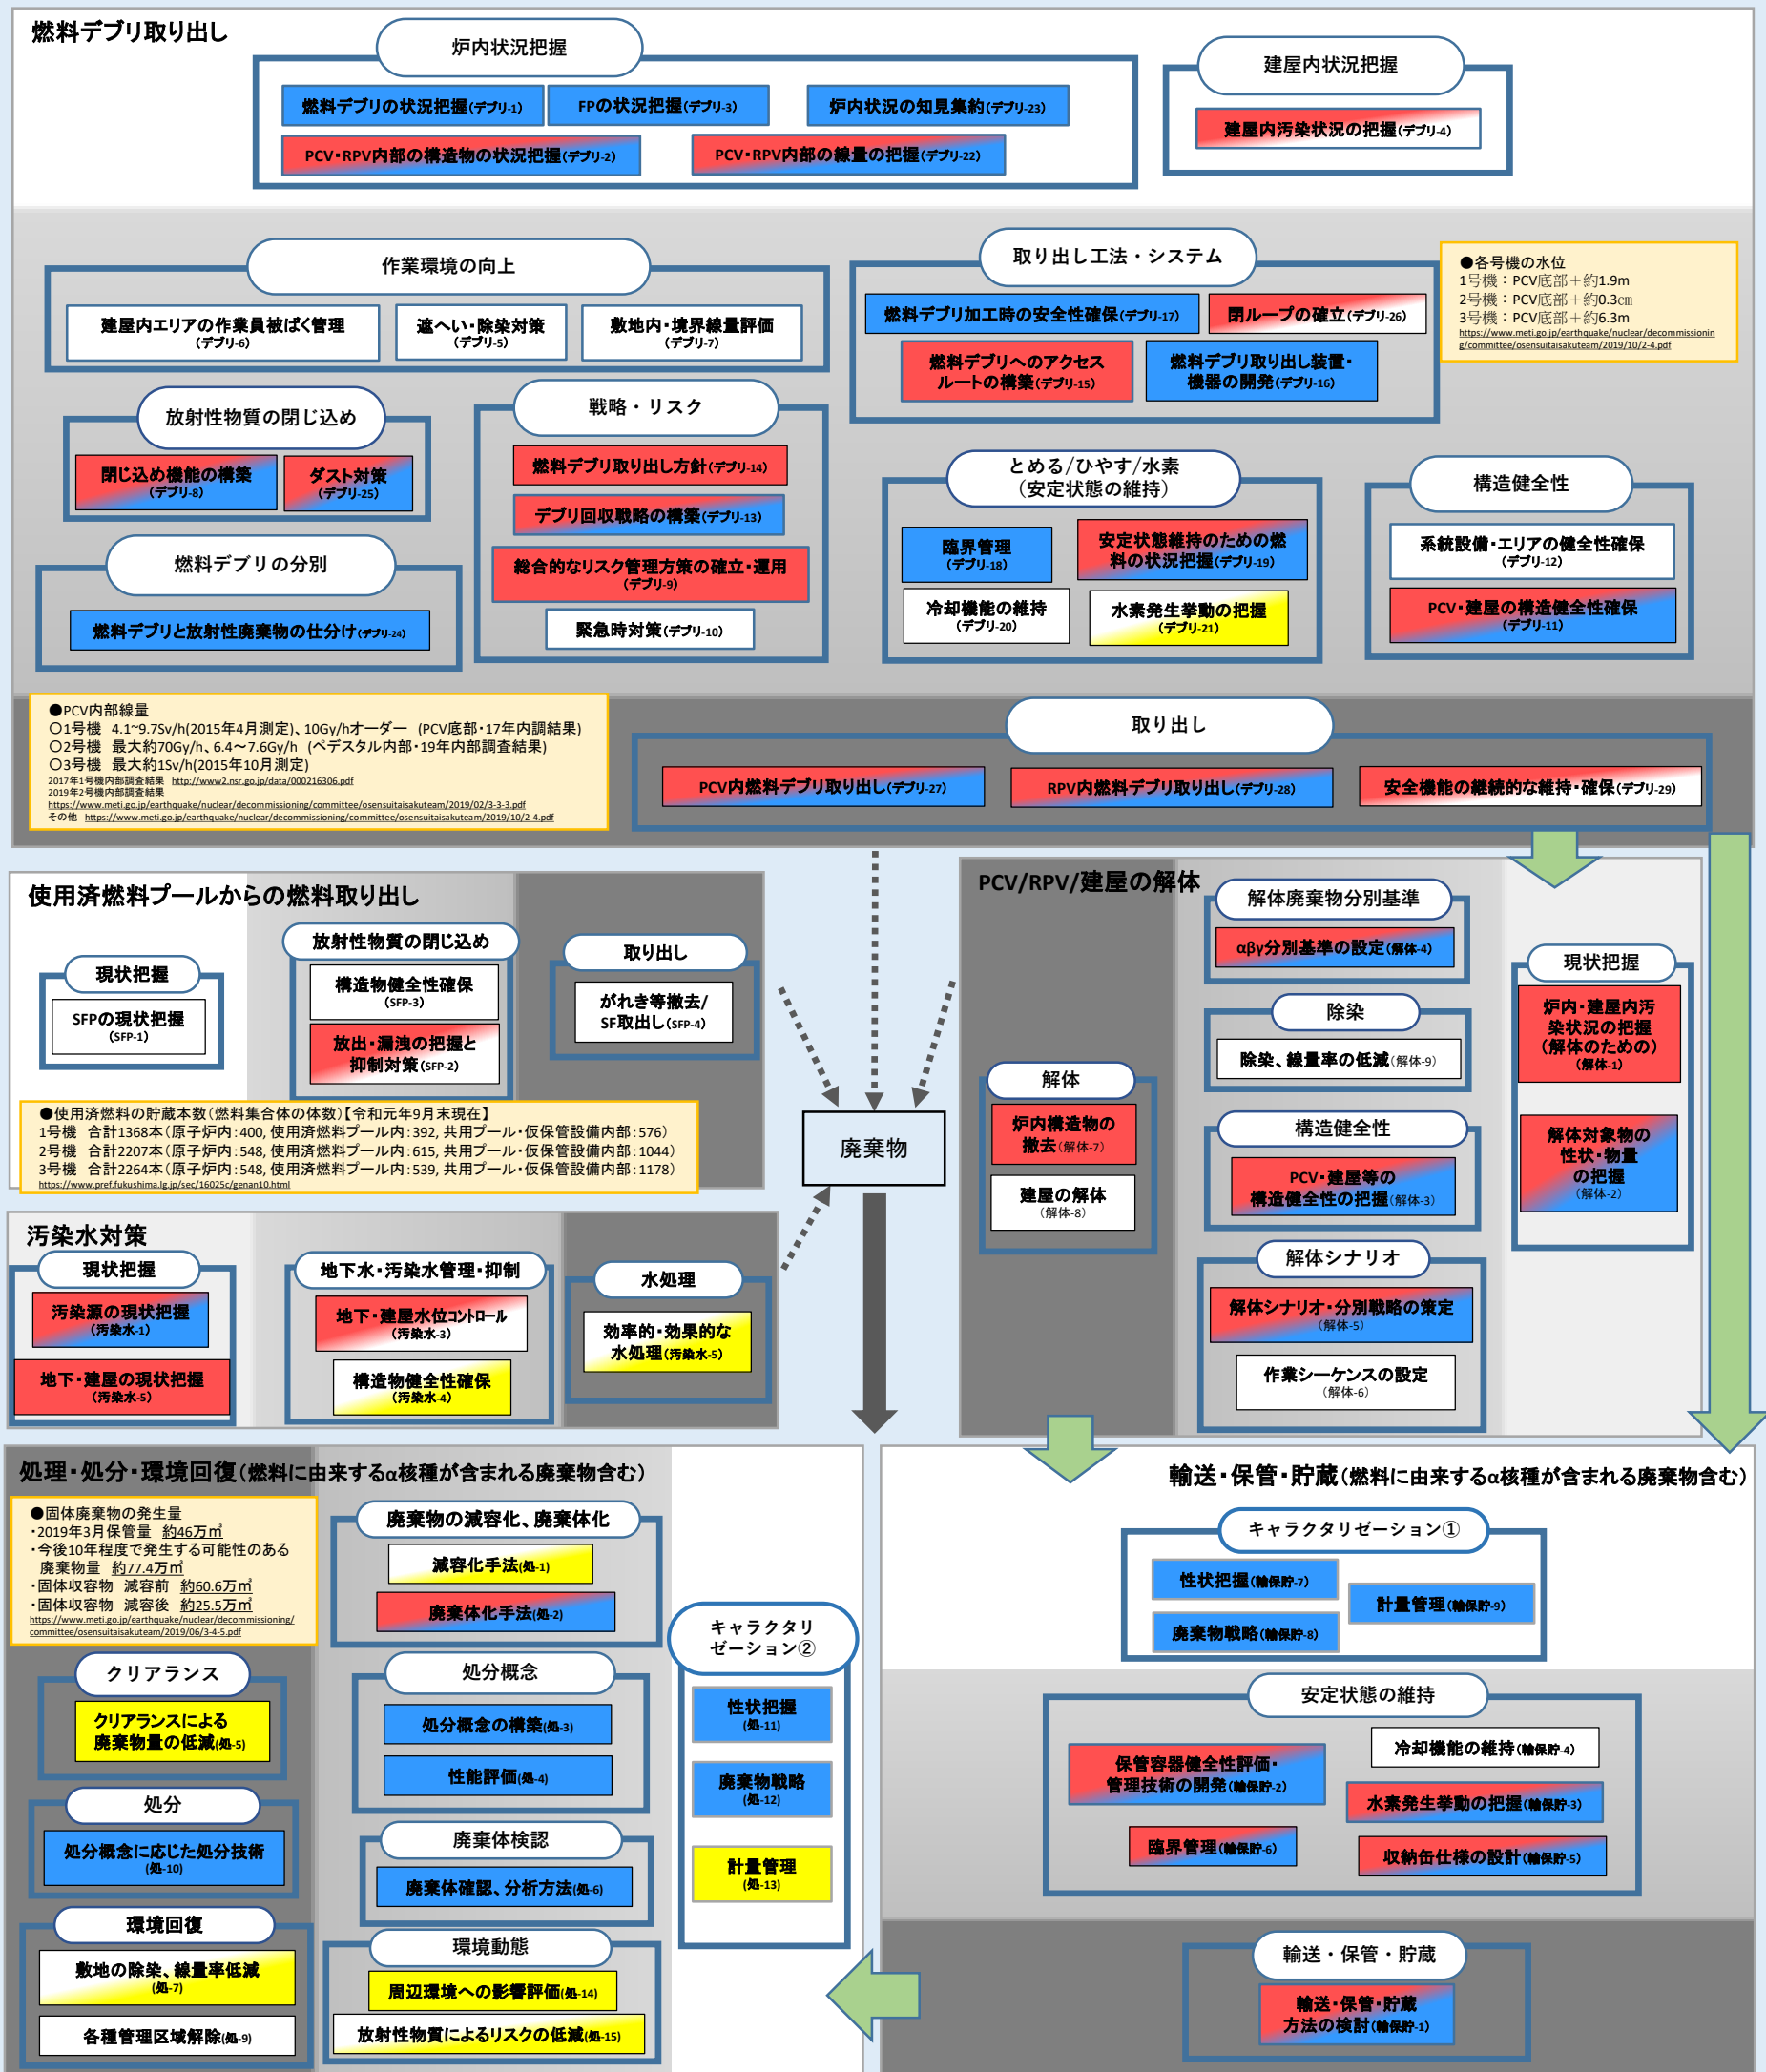 燃料デブリ取り出し
炉内状況把握
燃料デブリの状況把握(デブリ-1)
FPの状況把握(デブリ-3)
炉内状況の知見集約(デブリ-23)
PCV・RPV内部の構造物の状況把握(デブリ-2)
PCV・RPV内部の線量の把握(デブリ-22)
建屋内状況把握
建屋内汚染状況の把握(デブリ-4)
作業環境の向上
建屋内エリアの作業員被ばく管理
(デブリ-6)
遮へい・除染対策
(デブリ-5)
敷地内・境界線量評価
(デブリ-7)
取り出し工法・システム
燃料デブリ加工時の安全性確保(デブリ-17)
閉ループの確立(デブリ-26)
燃料デブリへのアクセス
ルートの構築(デブリ-15)
燃料デブリ取り出し装置・
機器の開発(デブリ-16)
●各号機の水位
1号機：PCV底部＋約1.9m
2号機：PCV底部＋約0.3㎝
3号機：PCV底部＋約6.3m
https://www.meti.go.jp/earthquake/nuclear/decommissionin
g/committee/osensuitaisakuteam/2019/10/2-4.pdf
放射性物質の閉じ込め
閉じ込め機能の構築
(デブリ-8)
ダスト対策
(デブリ-25)
戦略・リスク
燃料デブリ取り出し方針(デブリ-14)
デブリ回収戦略の構築(デブリ-13)
総合的なリスク管理方策の確立・運用
(デブリ-9)
緊急時対策(デブリ-10)
とめる/ひやす/水素
（安定状態の維持）
臨界管理
(デブリ-18)
安定状態維持のための燃
料の状況把握(デブリ-19)
冷却機能の維持
(デブリ-20)
水素発生挙動の把握
(デブリ-21)
構造健全性
系統設備・エリアの健全性確保
(デブリ-12)
PCV・建屋の構造健全性確保
(デブリ-11)
燃料デブリの分別
燃料デブリと放射性廃棄物の仕分け(デブリ-24)
●PCV内部線量
○1号機　4.1~9.7Sv/h(2015年4月測定)、10Gy/hオーダー　(PCV底部・17年内調結果)
○2号機　最大約70Gy/h、6.4～7.6Gy/h　(ペデスタル内部・19年内部調査結果)
○3号機　最大約1Sv/h(2015年10月測定)
2017年1号機内部調査結果　http://www2.nsr.go.jp/data/000216306.pdf
2019年2号機内部調査結果
https://www.meti.go.jp/earthquake/nuclear/decommissioning/committee/osensuitaisakuteam/2019/02/3-3-3.pdf
その他　https://www.meti.go.jp/earthquake/nuclear/decommissioning/committee/osensuitaisakuteam/2019/10/2-4.pdf
取り出し
PCV内燃料デブリ取り出し(デブリ-27)
RPV内燃料デブリ取り出し(デブリ-28)
安全機能の継続的な維持・確保(デブリ-29)
使用済燃料プールからの燃料取り出し
現状把握
SFPの現状把握
(SFP-1)
放射性物質の閉じ込め
構造物健全性確保
(SFP-3)
放出・漏洩の把握と
抑制対策(SFP-2)
取り出し
がれき等撤去/
SF取出し(SFP-4)
●使用済燃料の貯蔵本数（燃料集合体の体数）【令和元年9月末現在】
1号機　合計1368本（原子炉内：400, 使用済燃料プール内：392, 共用プール・仮保管設備内部：576）
2号機　合計2207本（原子炉内：548, 使用済燃料プール内：615, 共用プール・仮保管設備内部：1044）
3号機　合計2264本（原子炉内：548, 使用済燃料プール内：539, 共用プール・仮保管設備内部：1178）
https://www.pref.fukushima.lg.jp/sec/16025c/genan10.html
廃棄物
PCV/RPV/建屋の解体
解体廃棄物分別基準
αβγ分別基準の設定(解体-4)
除染
除染、線量率の低減(解体-9)
構造健全性
PCV・建屋等の
構造健全性の把握(解体-3)
解体シナリオ
解体シナリオ・分別戦略の策定
(解体-5)
作業シーケンスの設定
(解体-6)
解体
炉内構造物の
撤去(解体-7)
建屋の解体
(解体-8)
現状把握
炉内・建屋内汚
染状況の把握
（解体のための）
(解体-1)
解体対象物の
性状・物量
の把握
(解体-2)
汚染水対策
現状把握
汚染源の現状把握
(汚染水-1)
地下・建屋の現状把握
(汚染水-5)
地下水・汚染水管理・抑制
地下・建屋水位コントロール
(汚染水-3)
構造物健全性確保
(汚染水-4)
水処理
効率的・効果的な
水処理(汚染水-5)
処理・処分・環境回復(燃料に由来するα核種が含まれる廃棄物含む)
●固体廃棄物の発生量
・2019年3月保管量　約46万㎥
・今後10年程度で発生する可能性のある
廃棄物量　約77.4万㎥
・固体収容物　減容前　約60.6万㎥
・固体収容物　減容後　約25.5万㎥
https://www.meti.go.jp/earthquake/nuclear/decommissioning/
committee/osensuitaisakuteam/2019/06/3-4-5.pdf
廃棄物の減容化、廃棄体化
減容化手法(処-1)
廃棄体化手法(処-2)
クリアランス
クリアランスによる
廃棄物量の低減(処-5)
処分概念
処分概念の構築(処-3)
性能評価(処-4)
処分
処分概念に応じた処分技術
(処-10)
廃棄体検認
廃棄体確認、分析方法(処-6)
環境回復
敷地の除染、線量率低減
(処-7)
各種管理区域解除(処-9)
環境動態
周辺環境への影響評価(処-14)
放射性物質によるリスクの低減(処-15)
キャラクタリ
ゼーション②
性状把握
(処-11)
廃棄物戦略
(処-12)
計量管理
(処-13)
輸送・保管・貯蔵(燃料に由来するα核種が含まれる廃棄物含む)
キャラクタリゼーション①
性状把握(輸保貯-7)
計量管理(輸保貯-9)
廃棄物戦略(輸保貯-8)
安定状態の維持
冷却機能の維持(輸保貯-4)
保管容器健全性評価・
管理技術の開発(輸保貯-2)
水素発生挙動の把握(輸保貯-3)
臨界管理(輸保貯-6)
収納缶仕様の設計(輸保貯-5)
輸送・保管・貯蔵
輸送・保管・貯蔵
方法の検討(輸保貯-1)